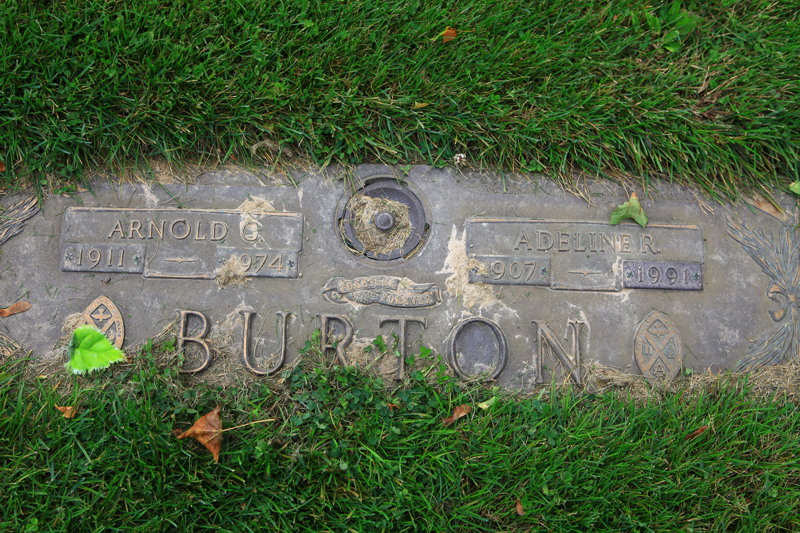 ARNOLD G.
1911 – 1974
ADELINE R.
1907 – 1991
BURTON